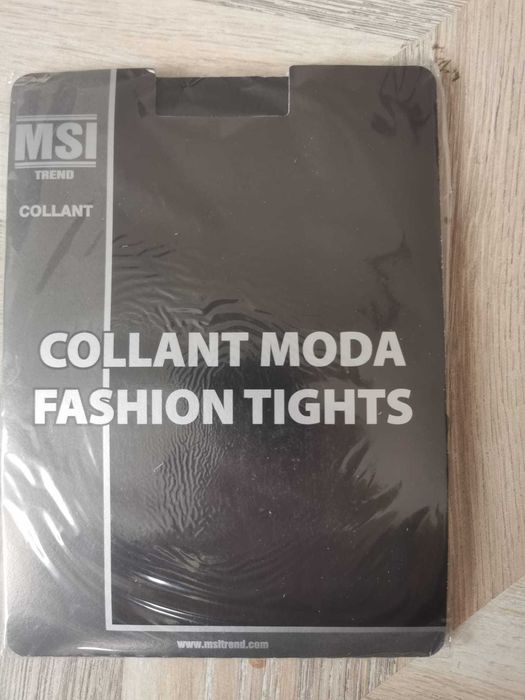 MSI
TREND
COLLANT
COLLANT MODA
FASHION TIGHTS
www.msitrend.com